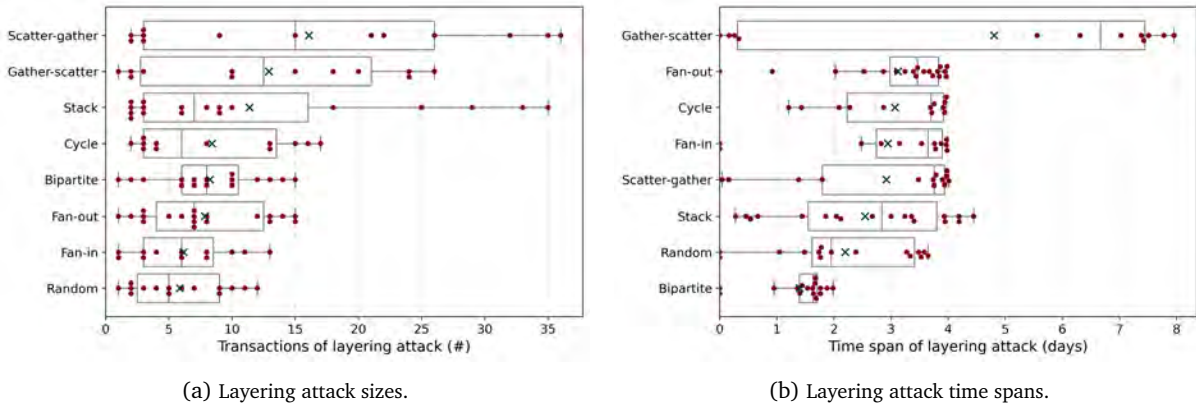 Scatter-gather
Gather-scatter
Stack
Cycle
Bipartite
Fan-out
Fan-in
Random
0 5 10 15 20 25 30 35
Transactions of layering attack (#)
(a) Layering attack sizes.
Gather-scatter
Fan-out
Cycle
Fan-in
Scatter-gather
Stack
Random
Bipartite
0 1 2 3 4 5 6 7 8
Time span of layering attack (days)
(b) Layering attack time spans.